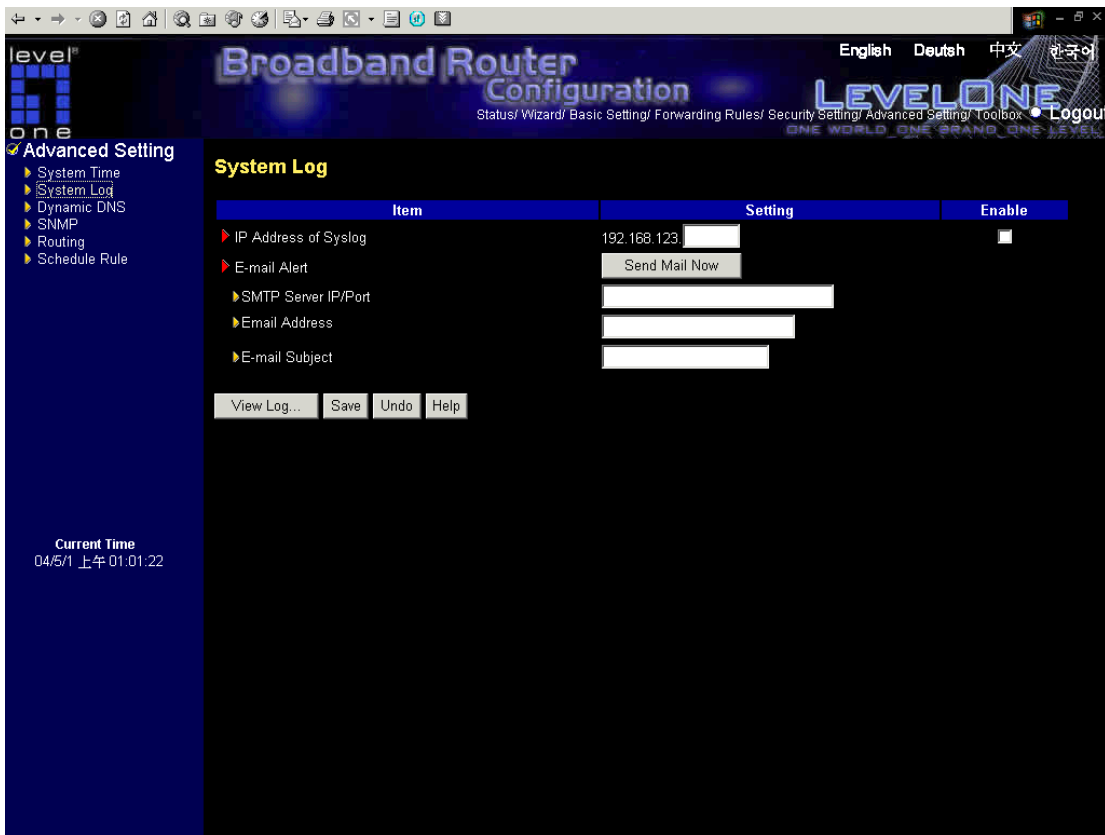 level®
one
Broadband Router
Configuration
English Deutsh 中文 한국어
LEVELONE
Status/ Wizard/ Basic Setting/ Forwarding Rules/ Security Setting/ Advanced Setting/ Toolbox Logout
ONE WORLD_ONE BRAND_ONE LEVEL
Advanced Setting
System Time
System Log
Dynamic DNS
SNMP
Routing
Schedule Rule
Current Time
04/5/1 上午 01:01:22
System Log
Item Setting Enable
IP Address of Syslog 192.168.123.
E-mail Alert Send Mail Now
SMTP Server IP/Port
Email Address
E-mail Subject
View Log... Save Undo Help